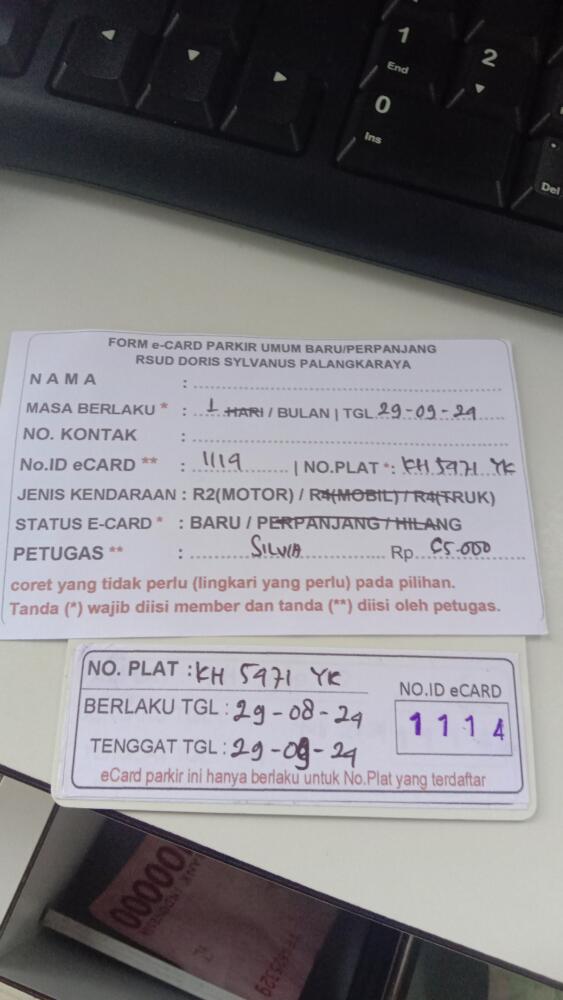 1
End
2
0
Ins
Del
FORM e-CARD PARKIR UMUM BARU/PERPANJANG
RSUD DORIS SYLVANUS PALANGKARAYA
NAMA :
MASA BERLAKU * : 1 HARI / BULAN | TGL 29-09-24
NO. KONTAK :
No.ID eCARD ** : 1114 | NO.PLAT *: KH 5971 YK
JENIS KENDARAAN : R2(MOTOR) / R4(MOBIL) / R4(TRUK)
STATUS E-CARD * : BARU / PERPANJANG / HILANG
PETUGAS ** : SILVIA Rp 65.000
coret yang tidak perlu (lingkari yang perlu) pada pilihan.
Tanda (*) wajib diisi member dan tanda (**) diisi oleh petugas.
NO. PLAT : KH 5971 YK
BERLAKU TGL : 29-08-24
TENGGAT TGL : 29-09-24
NO.ID eCARD
1114
eCard parkir ini hanya berlaku untuk No.Plat yang terdaftar